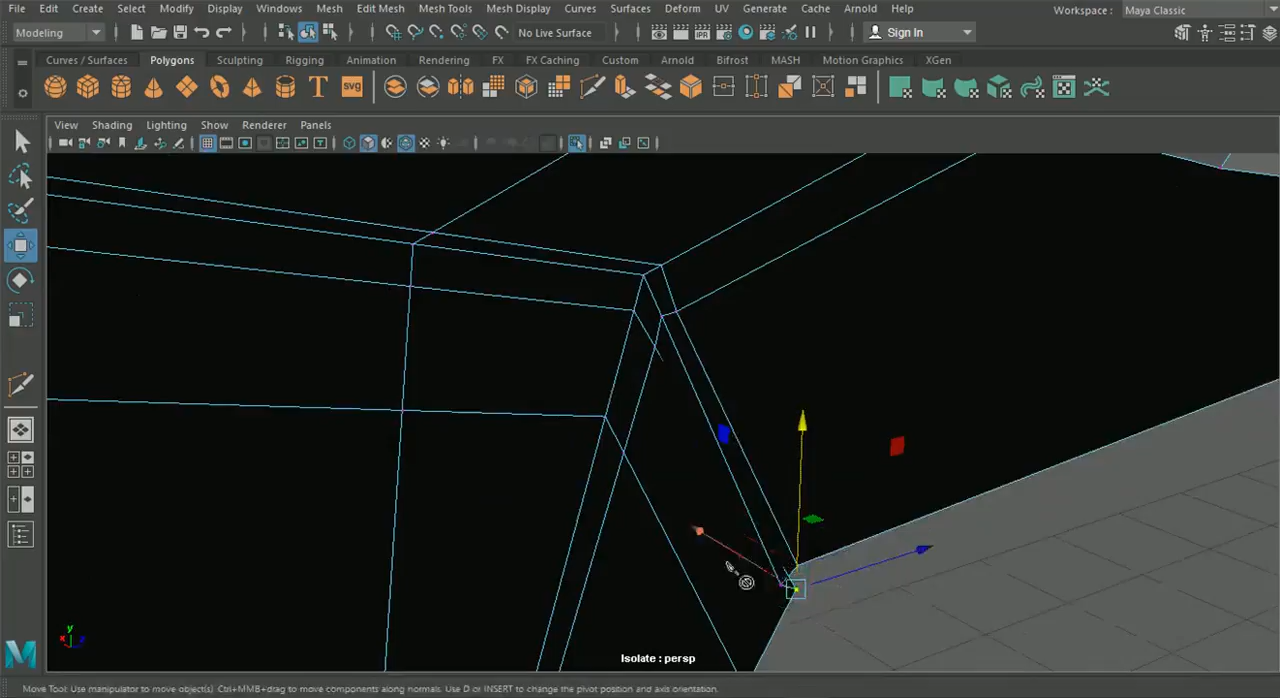 File Edit Create Select Modify Display Windows Mesh Edit Mesh Mesh Tools Mesh Display Curves Surfaces Deform UV Generate Cache Arnold Help Workspace : Maya Classic
Modeling No Live Surface Sign In
Curves / Surfaces Polygons Sculpting Rigging Animation Rendering FX FX Caching Custom Arnold Bifrost MASH Motion Graphics XGen
T SVG
View Shading Lighting Show Renderer Panels
Isolate : persp
y
x z
M
Move Tool: Use manipulator to move object(s). Ctrl+MMB+drag to move components along normals. Use D or INSERT to change the pivot position and axis orientation.